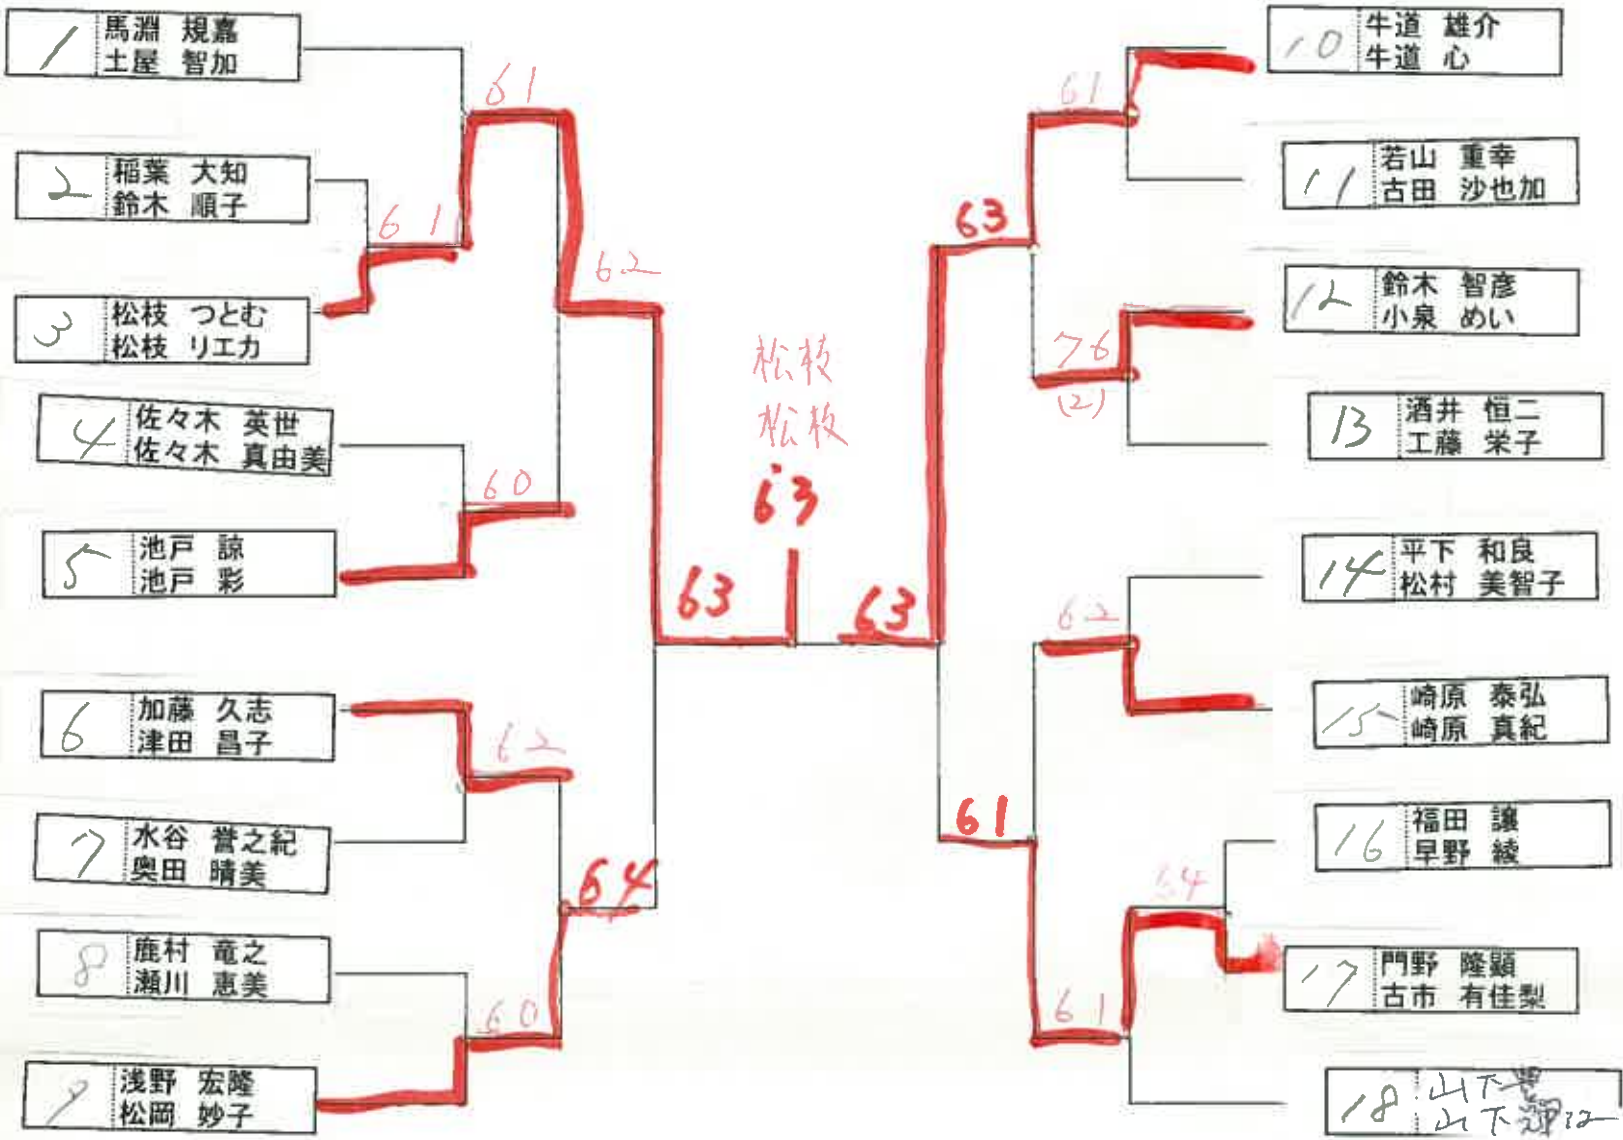 1
馬淵 規嘉
土屋 智加
2
稲葉 大知
鈴木 順子
3
松枝 つとむ
松枝 リエカ
4
佐々木 英世
佐々木 真由美
5
池戸 諒
池戸 彩
6
加藤 久志
津田 昌子
7
水谷 誉之紀
奥田 晴美
8
鹿村 竜之
瀬川 恵美
9
浅野 宏隆
松岡 妙子
61
61
62
60
63
62
64
60
松枝
松枝
63
61
63
76
(2)
63
62
61
64
61
10
牛道 雄介
牛道 心
11
若山 重幸
古田 沙也加
12
鈴木 智彦
小泉 めい
13
酒井 恒二
工藤 栄子
14
平下 和良
松村 美智子
15
崎原 泰弘
崎原 真紀
16
福田 譲
早野 綾
17
門野 隆顕
古市 有佳梨
18
山下
山下